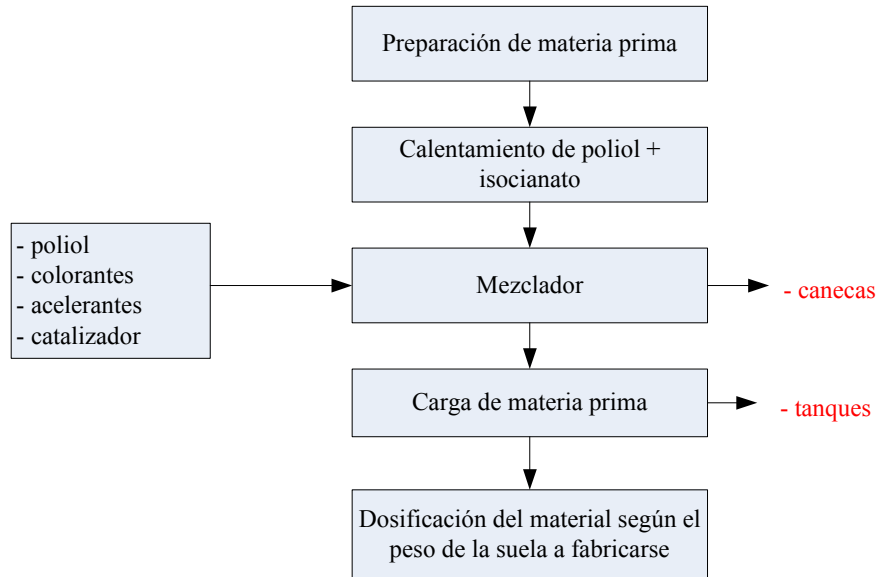 Preparación de materia prima
Calentamiento de poliol +
isocianato
- poliol
- colorantes
- acelerantes
- catalizador
Mezclador
- canecas
Carga de materia prima
- tanques
Dosificación del material según el
peso de la suela a fabricarse